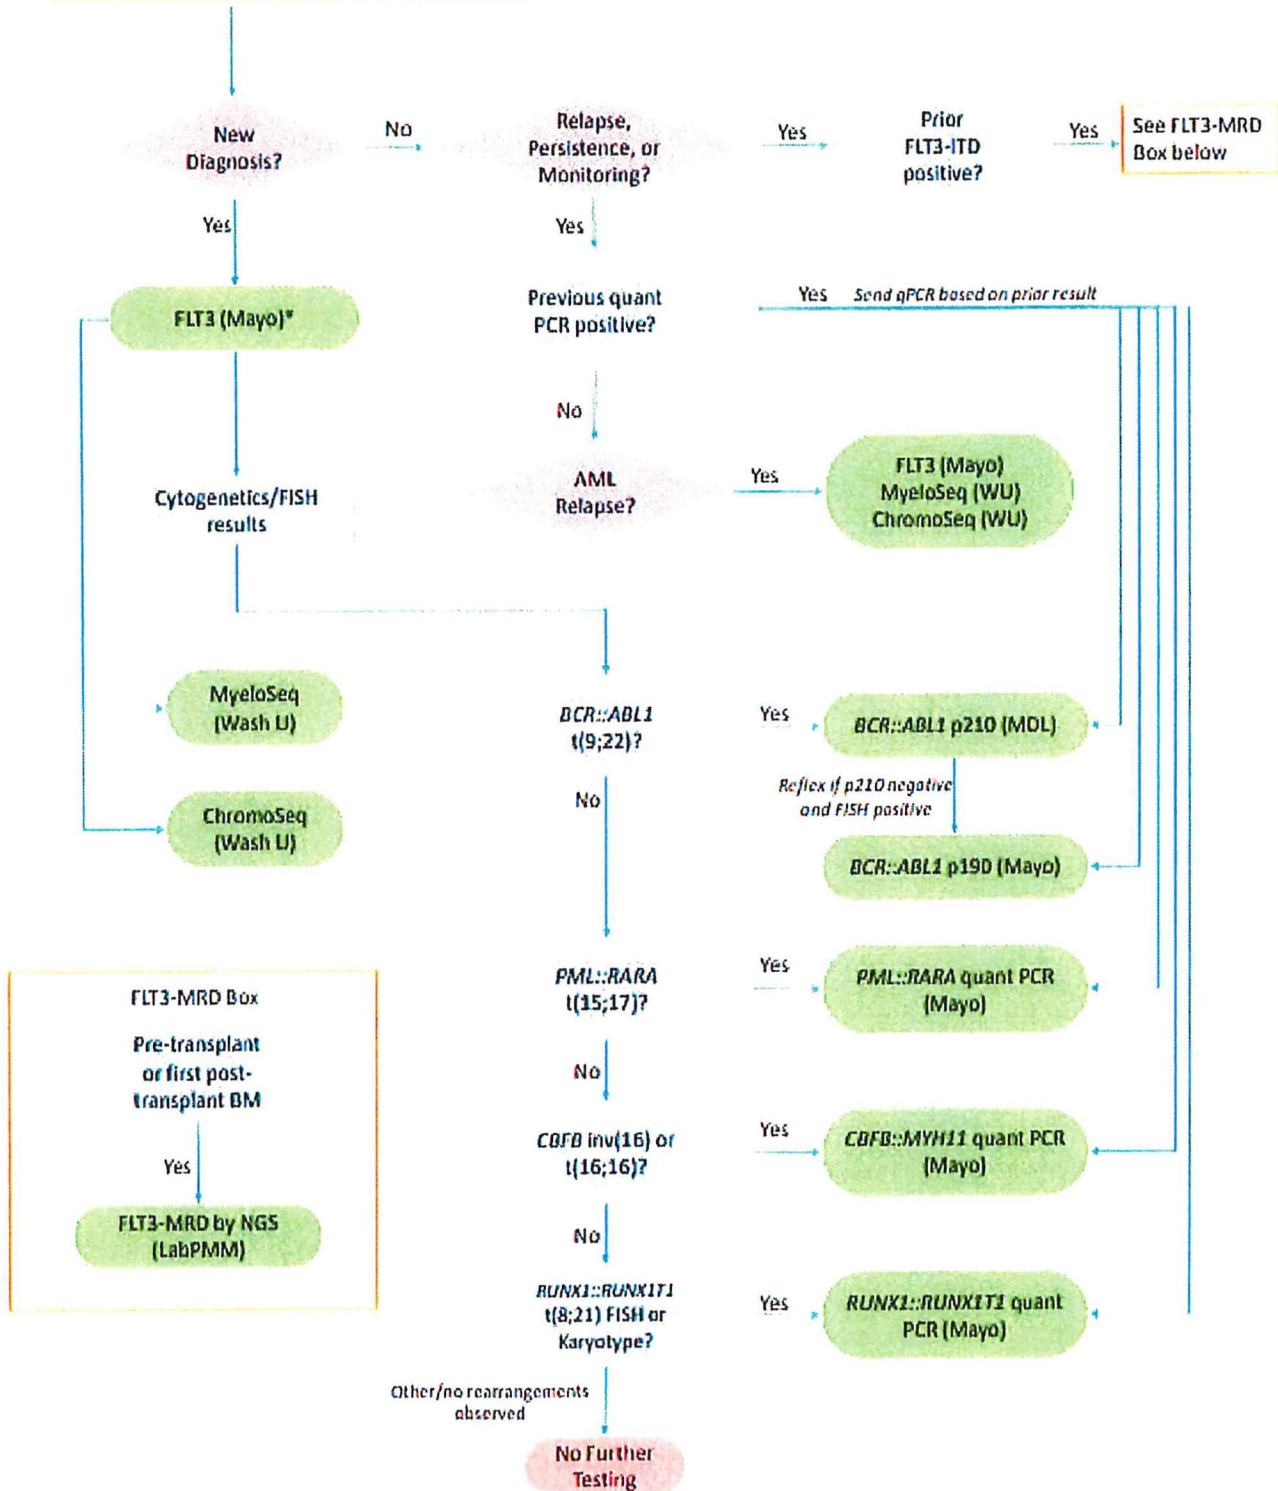 New
Diagnosis?
No
Relapse,
Persistence, or
Monitoring?
Yes
Prior
FLT3-ITD
positive?
Yes
See FLT3-MRD
Box below
Yes
Yes
FLT3 (Mayo)*
Previous quant
PCR positive?
Yes
Send qPCR based on prior result
No
Cytogenetics/FISH
results
AML
Relapse?
Yes
FLT3 (Mayo)
MyeloSeq (WU)
ChromoSeq (WU)
MyeloSeq
(Wash U)
ChromoSeq
(Wash U)
BCR::ABL1
t(9;22)?
Yes
BCR::ABL1 p210 (MDL)
Reflex if p210 negative
and FISH positive
No
BCR::ABL1 p190 (Mayo)
PML::RARA
t(15;17)?
Yes
PML::RARA quant PCR
(Mayo)
No
CBFB inv(16) or
t(16;16)?
Yes
CBFB::MYH11 quant PCR
(Mayo)
No
RUNX1::RUNX1T1
t(8;21) FISH or
Karyotype?
Yes
RUNX1::RUNX1T1 quant
PCR (Mayo)
Other/no rearrangements
observed
No Further
Testing
FLT3-MRD Box
Pre-transplant
or first post-
transplant BM
Yes
FLT3-MRD by NGS
(LabPMM)